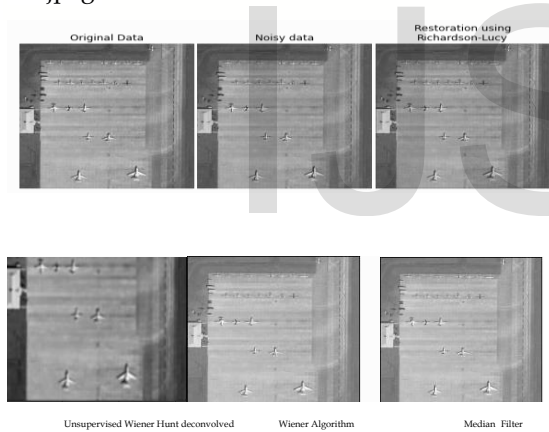 Original Data
Noisy data
Restoration using
Richardson-Lucy
Unsupervised Wiener Hunt deconvolved
Wiener Algorithm
Median Filter